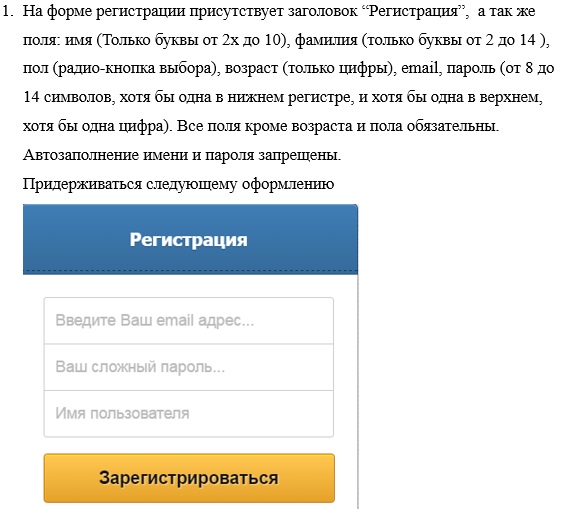 1. На форме регистрации присутствует заголовок “Регистрация”, а так же
поля: имя (Только буквы от 2х до 10), фамилия (только буквы от 2 до 14 ),
пол (радио-кнопка выбора), возраст (только цифры), email, пароль (от 8 до
14 символов, хотя бы одна в нижнем регистре, и хотя бы одна в верхнем,
хотя бы одна цифра). Все поля кроме возраста и пола обязательны.
Автозаполнение имени и пароля запрещены.
Придерживаться следующему оформлению
Регистрация
Введите Ваш email адрес...
Ваш сложный пароль...
Имя пользователя
Зарегистрироваться